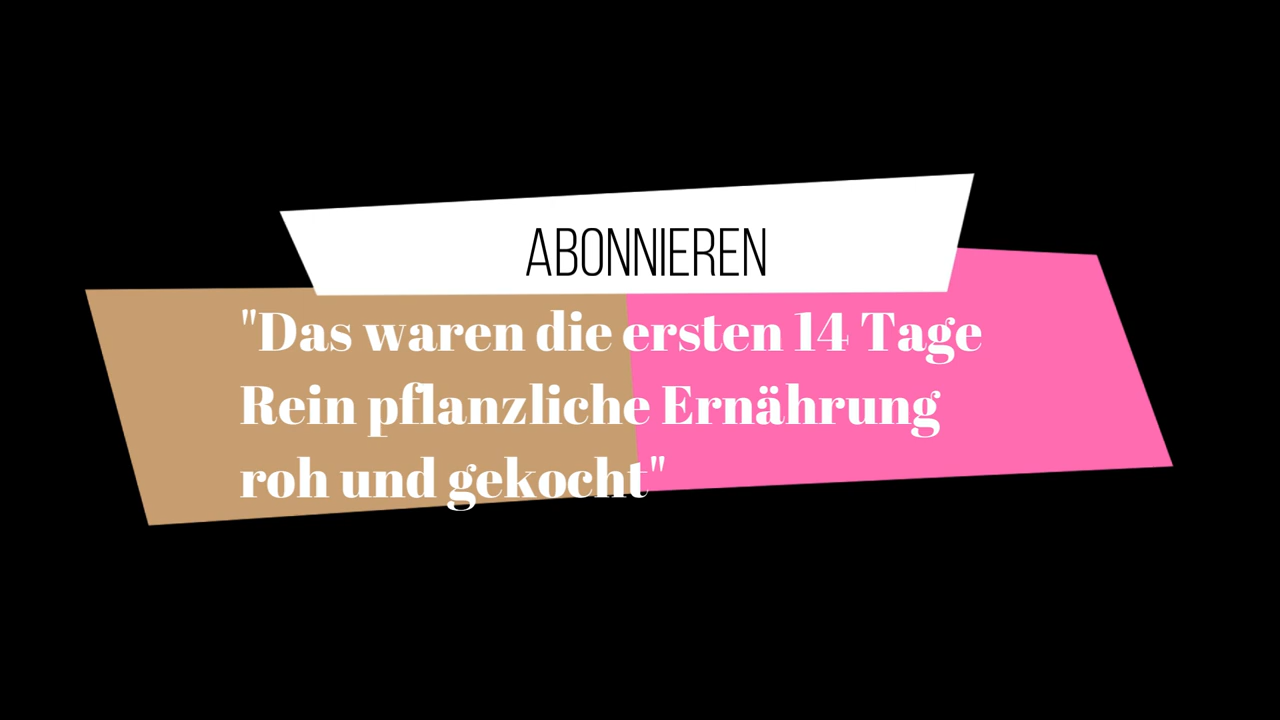 ABONNIEREN
"Das waren die ersten 14 Tage
Rein pflanzliche Ernährung
roh und gekocht"